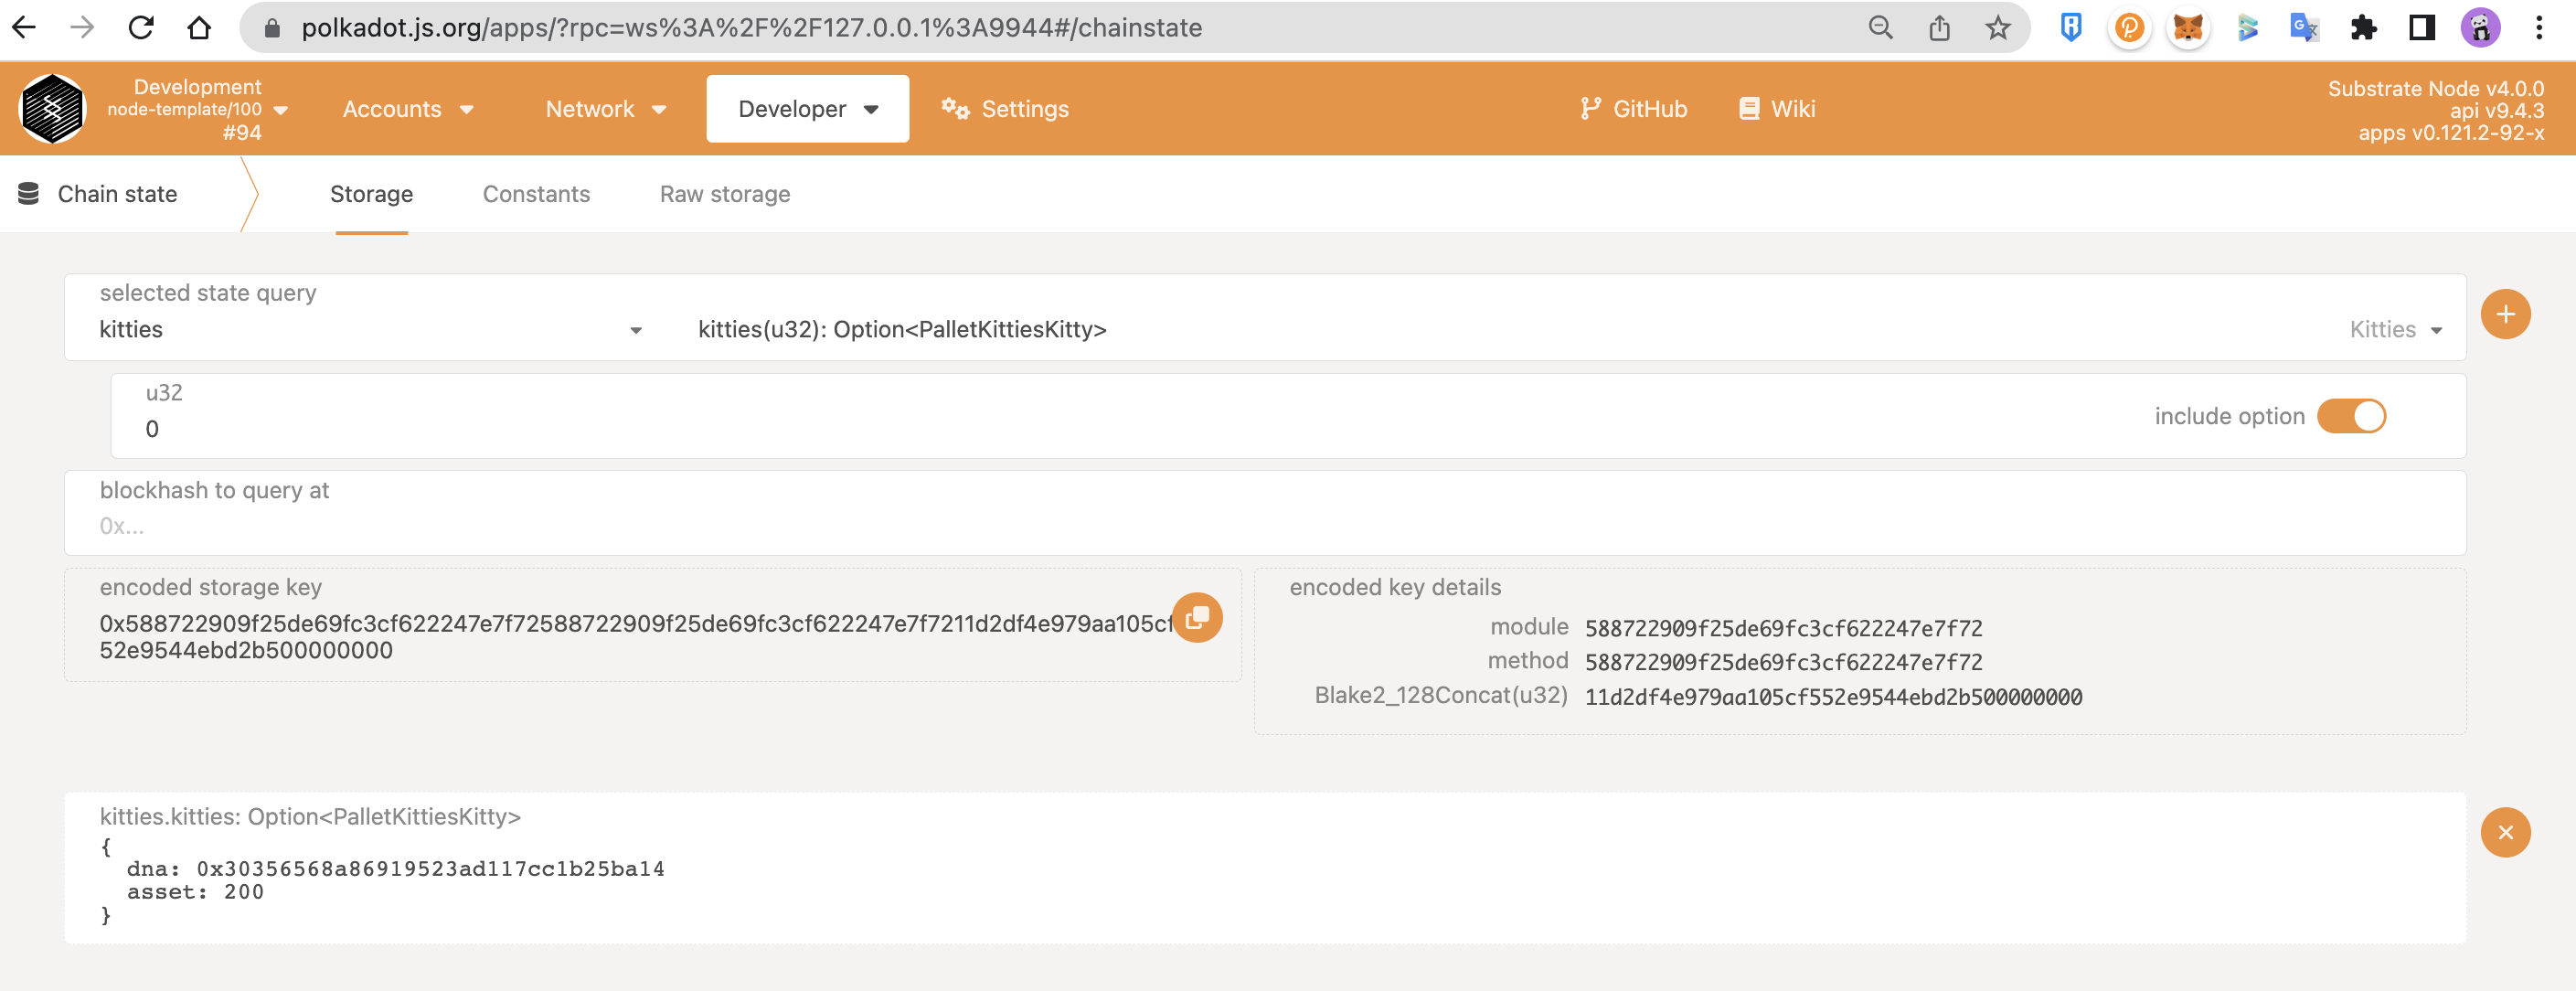 polkadot.js.org/apps/?rpc=ws%3A%2F%2F127.0.0.1%3A9944#/chainstate
Development
node-template/100
#94
Accounts
Network
Developer
Settings
GitHub
Wiki
Substrate Node v4.0.0
api v9.4.3
apps v0.121.2-92-x
Chain state
Storage
Constants
Raw storage
selected state query
kitties
kitties(u32): Option<PalletKittiesKitty>
Kitties
u32
0
include option
blockhash to query at
0x...
encoded storage key
0x588722909f25de69fc3cf622247e7f72588722909f25de69fc3cf622247e7f7211d2df4e979aa105cf
52e9544ebd2b500000000
encoded key details
module 588722909f25de69fc3cf622247e7f72
method 588722909f25de69fc3cf622247e7f72
Blake2_128Concat(u32) 11d2df4e979aa105cf552e9544ebd2b500000000
kitties.kitties: Option<PalletKittiesKitty>
{
dna: 0x30356568a86919523ad117cc1b25ba14
asset: 200
}